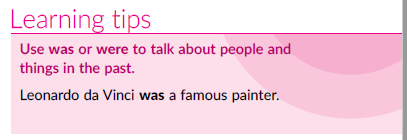 Learning tips
Use was or were to talk about people and
things in the past.
Leonardo da Vinci was a famous painter.